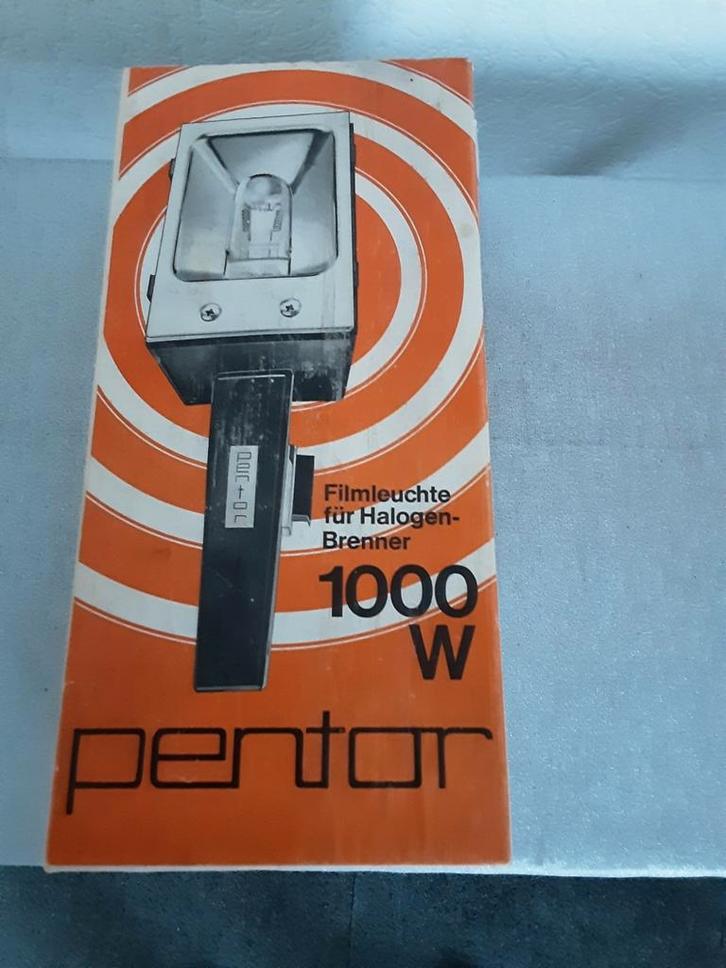 pentor
Filmleuchte
für Halogen-
Brenner
1000
W
pentor